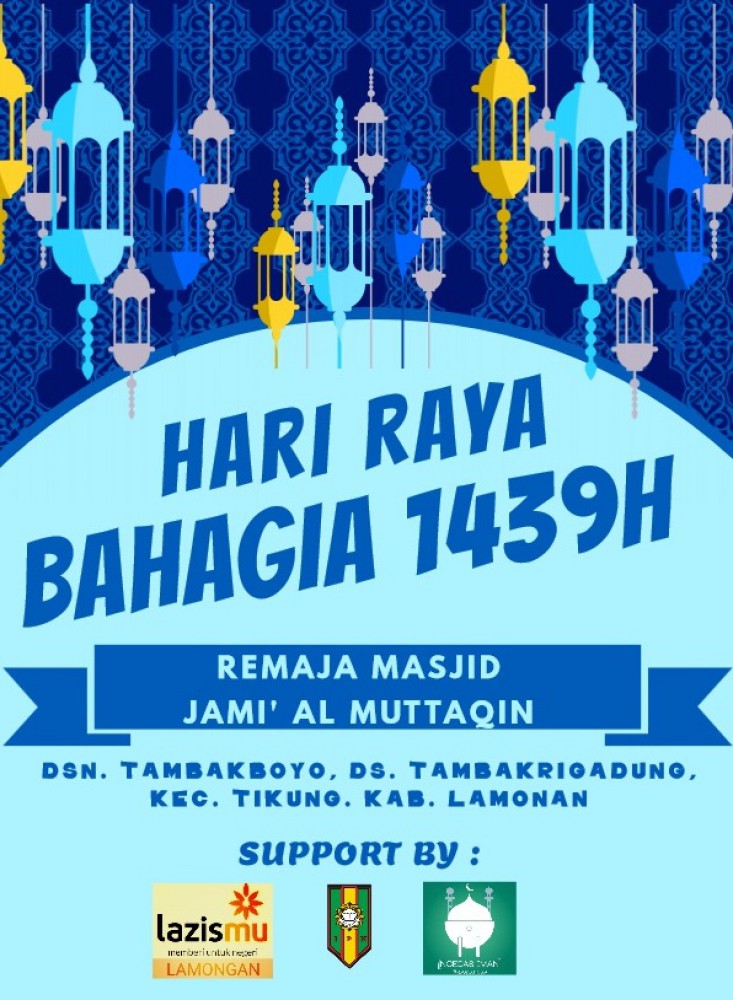 HARI RAYA
BAHAGIA 1439H
REMAJA MASJID
JAMI' AL MUTTAQIN
DSN. TAMBAKBOYO, DS. TAMBAKRIGADUNG,
KEC. TIKUNG. KAB. LAMONAN
SUPPORT BY :
lazismu
memberi untuk negeri
LAMONGAN